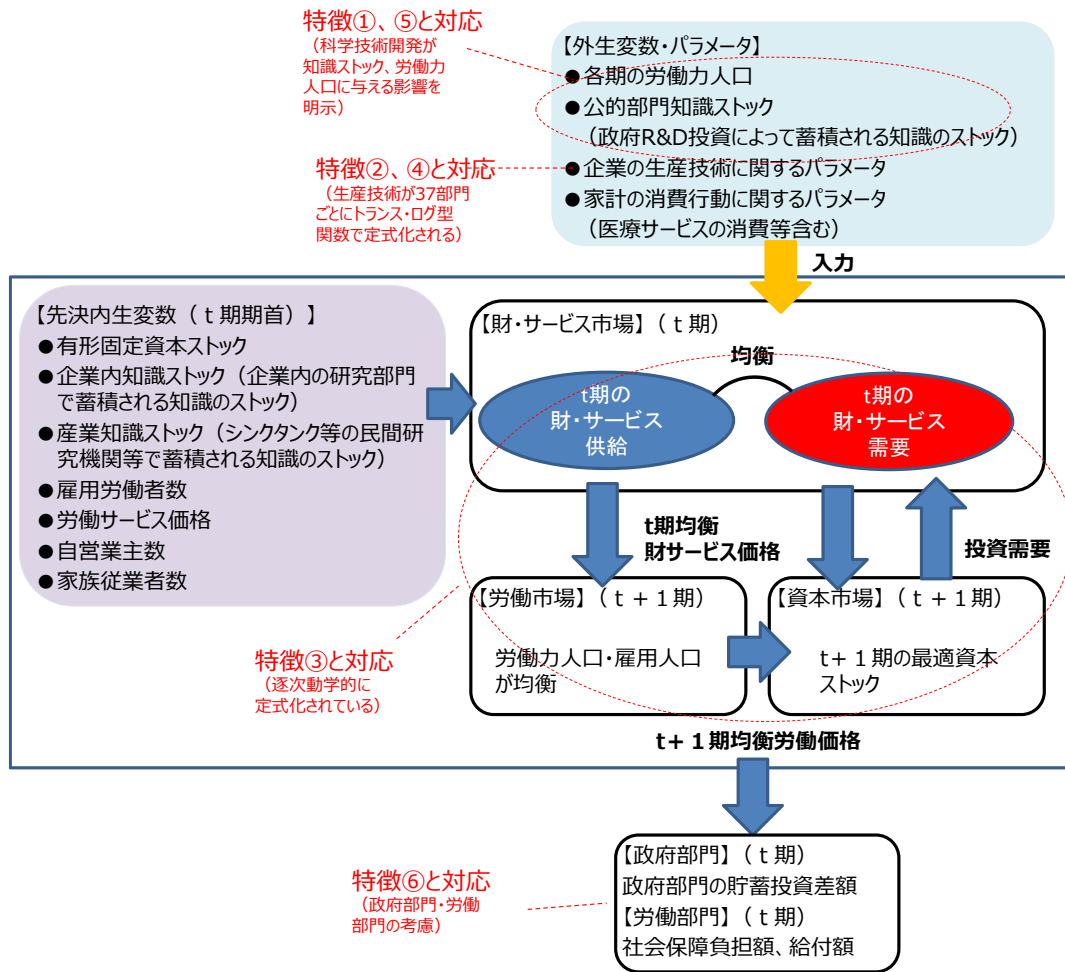 特徴①、⑤と対応
（科学技術開発が
知識ストック、労働力
人口に与える影響を
明示）
【外生変数・パラメータ】
●各期の労働力人口
●公的部門知識ストック
（政府R&D投資によって蓄積される知識のストック）
●企業の生産技術に関するパラメータ
●家計の消費行動に関するパラメータ
（医療サービスの消費等含む）
特徴②、④と対応
（生産技術が37部門
ごとにトランス・ログ型
関数で定式化される）
入力
【先決内生変数（ｔ期期首）】
●有形固定資本ストック
●企業内知識ストック（企業内の研究部門
で蓄積される知識のストック）
●産業知識ストック（シンクタンク等の民間研
究機関等で蓄積される知識のストック）
●雇用労働者数
●労働サービス価格
●自営業主数
●家族従業者数
【財・サービス市場】（ｔ期）
均衡
t期の
財・サービス
供給
t期の
財・サービス
需要
t期均衡
財サービス価格
投資需要
【労働市場】（ｔ＋１期）
労働力人口・雇用人口
が均衡
【資本市場】（ｔ＋１期）
t＋１期の最適資本
ストック
特徴③と対応
（逐次動学的に
定式化されている）
t＋１期均衡労働価格
特徴⑥と対応
（政府部門・労働
部門の考慮）
【政府部門】（ｔ期）
政府部門の貯蓄投資差額
【労働部門】（ｔ期）
社会保障負担額、給付額